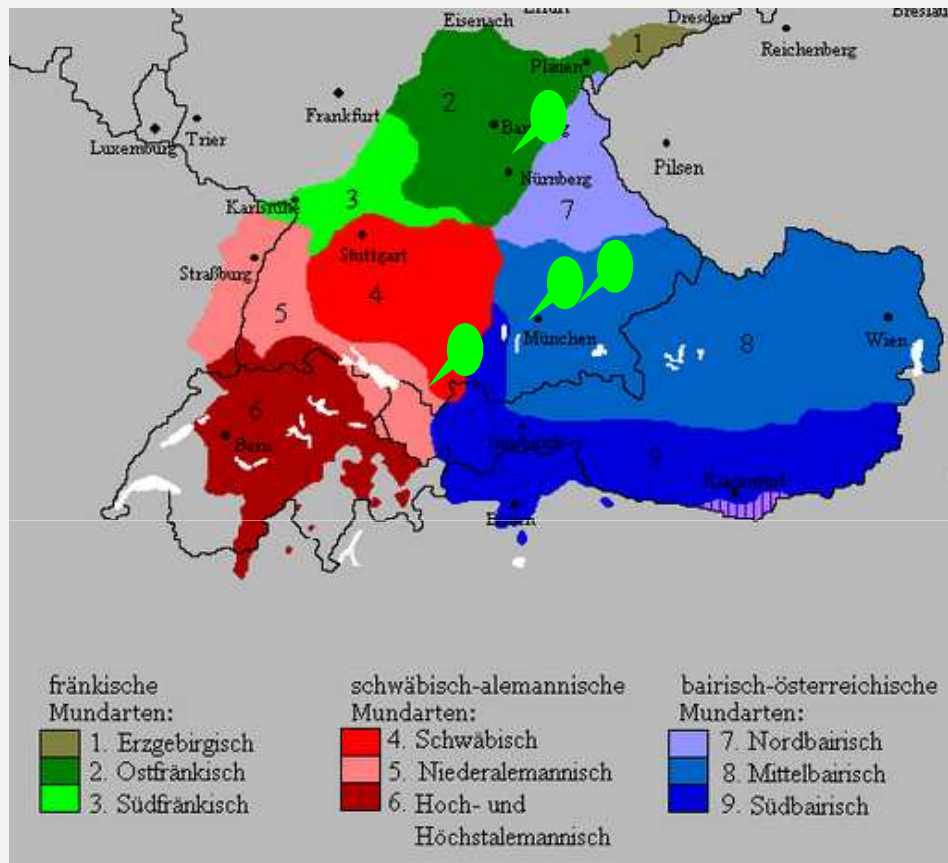 Erfurt
Dresden
Breslau
Eisenach
1
Reichenberg
Plauen
2
Frankfurt
Trier
Luxemburg
Pilsen
Nürnberg
Karlsruhe
3
7
Stuttgart
Straßburg
4
5
München
8
Wien
6
Bern
9
fränkische
Mundarten:
1. Erzgebirgisch
2. Ostfränkisch
3. Südfränkisch
schwäbisch-alemannische
Mundarten:
4. Schwäbisch
5. Niederalemannisch
6. Hoch- und
Höchstalemannisch
bairisch-österreichische
Mundarten:
7. Nordbairisch
8. Mittelbairisch
9. Südbairisch